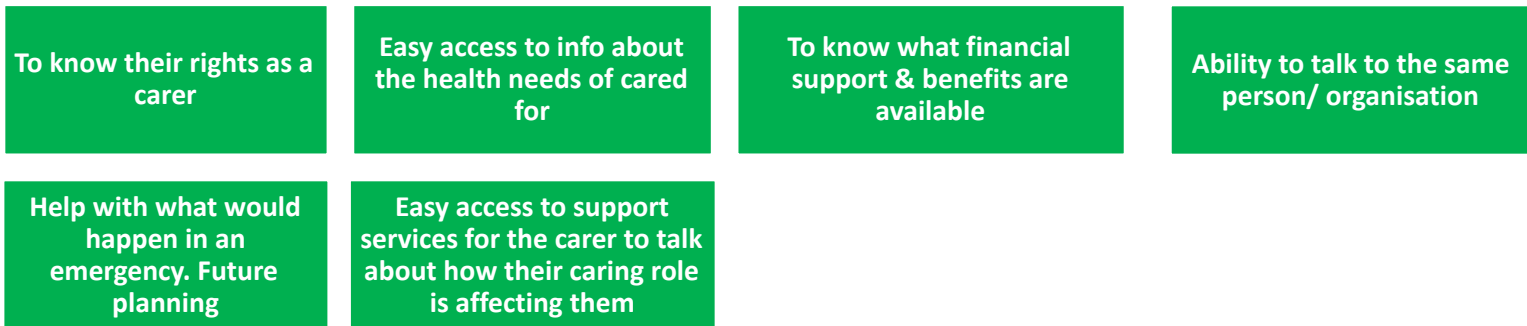 To know their rights as a
carer
Easy access to info about
the health needs of cared
for
To know what financial
support & benefits are
available
Ability to talk to the same
person/ organisation
Help with what would
happen in an
emergency. Future
planning
Easy access to support
services for the carer to talk
about how their caring role
is affecting them